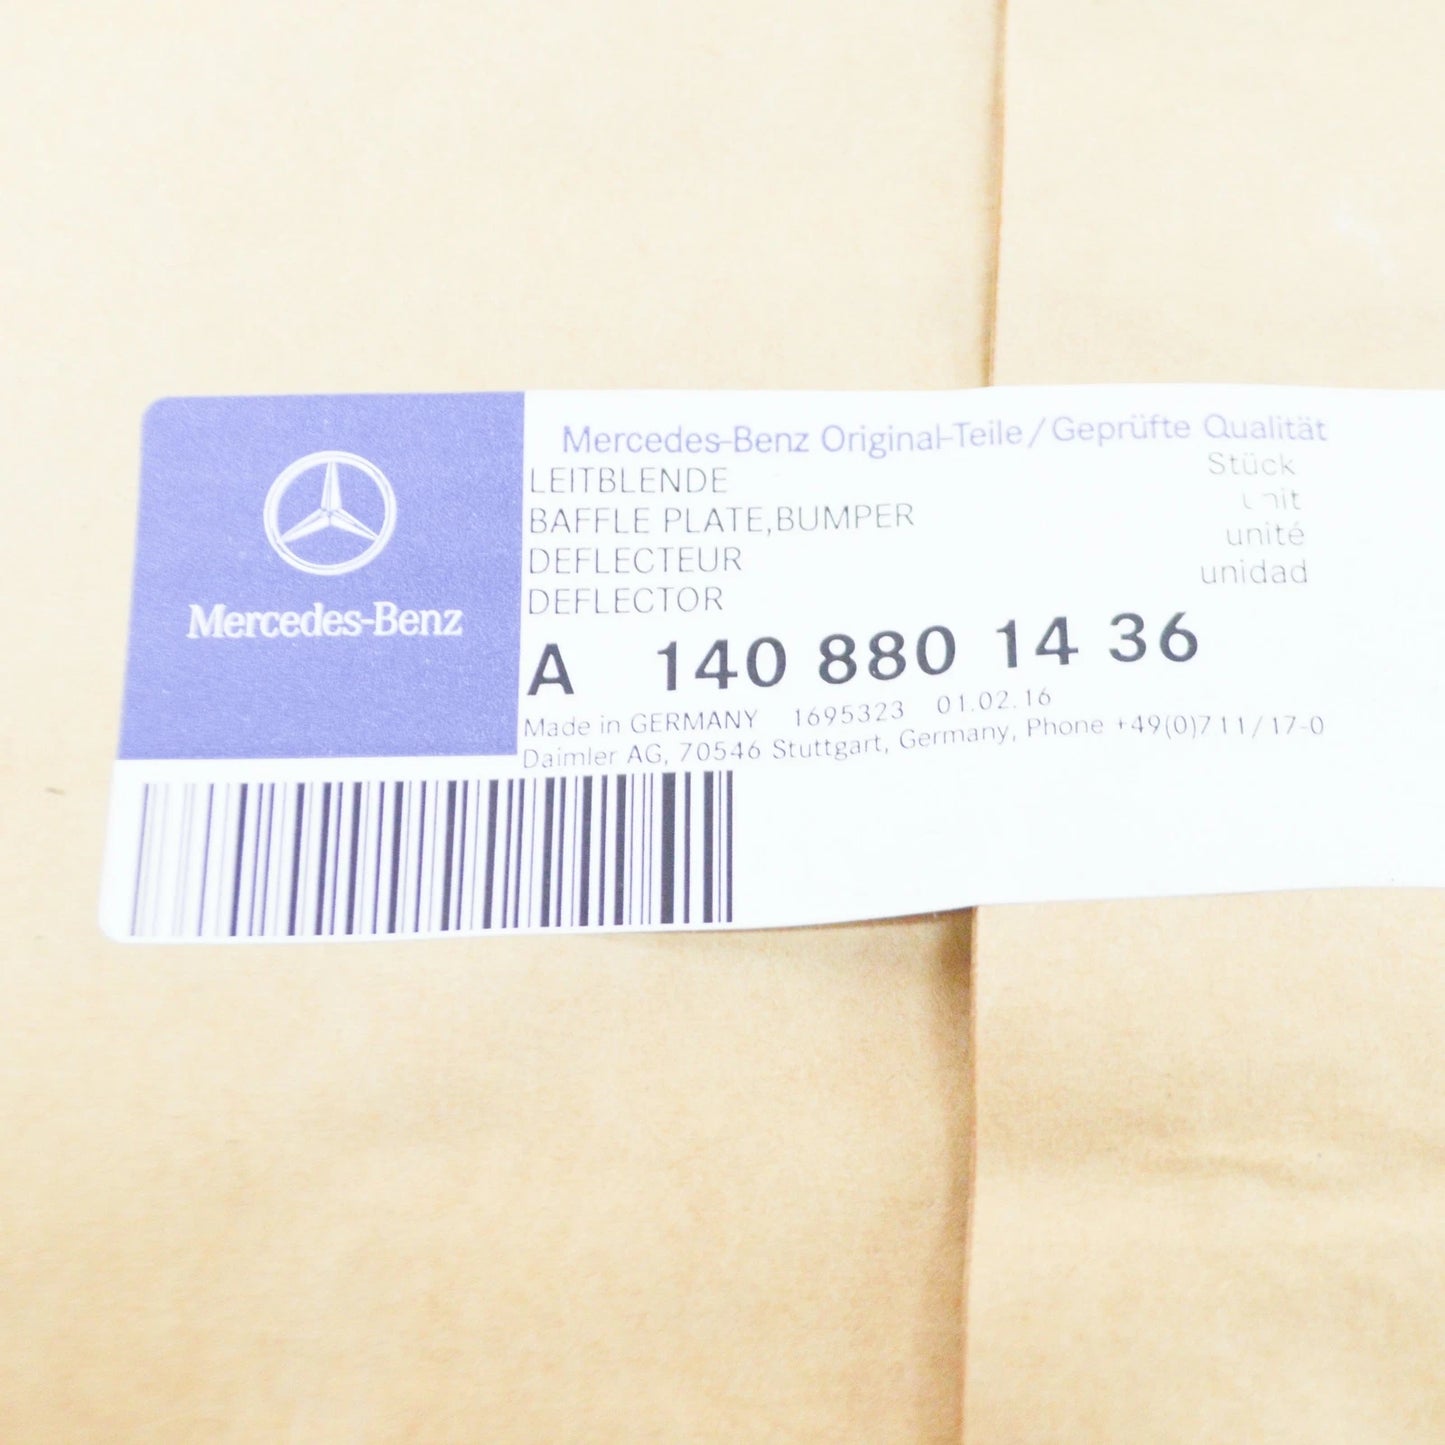 Mercedes-Benz
Mercedes-Benz Original-Teile/Geprüfte Qualität
LEITBLENDE Stück
BAFFLE PLATE,BUMPER unit
DEFLECTEUR unité
DEFLECTOR unidad
A 140 880 14 36
Made in GERMANY 1695323 01.02.16
Daimler AG, 70546 Stuttgart, Germany, Phone +49(0)711/17-0